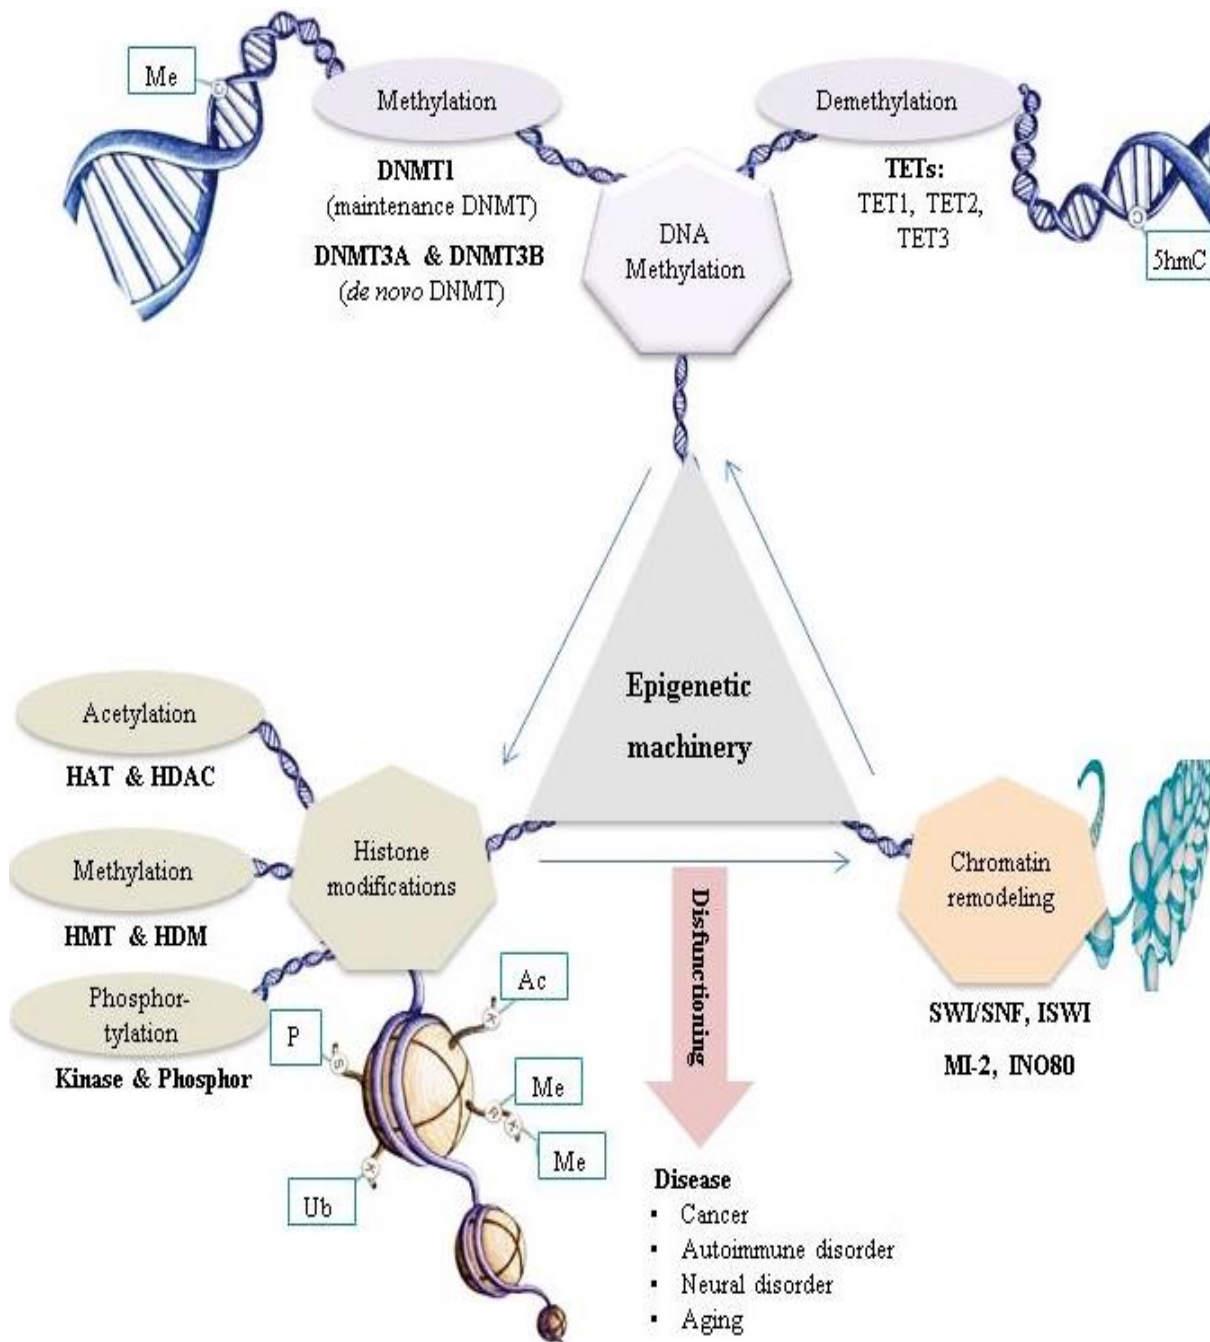 Me
Methylation
DNMT1
(maintenance DNMT)
DNMT3A & DNMT3B
(de novo DNMT)
Demethylation
TETs:
TET1, TET2,
TET3
C
5hmC
DNA
Methylation
Epigenetic
machinery
Acetylation
HAT & HDAC
Methylation
HMT & HDM
Phosphor-
tylation
Kinase & Phosphor
Histone
modifications
Chromatin
remodeling
SWI/SNF, ISWI
MI-2, INO80
Disfunctioning
Ac
K
P
S
Me
R
K
Me
K
Ub
Disease
▪ Cancer
▪ Autoimmune disorder
▪ Neural disorder
▪ Aging